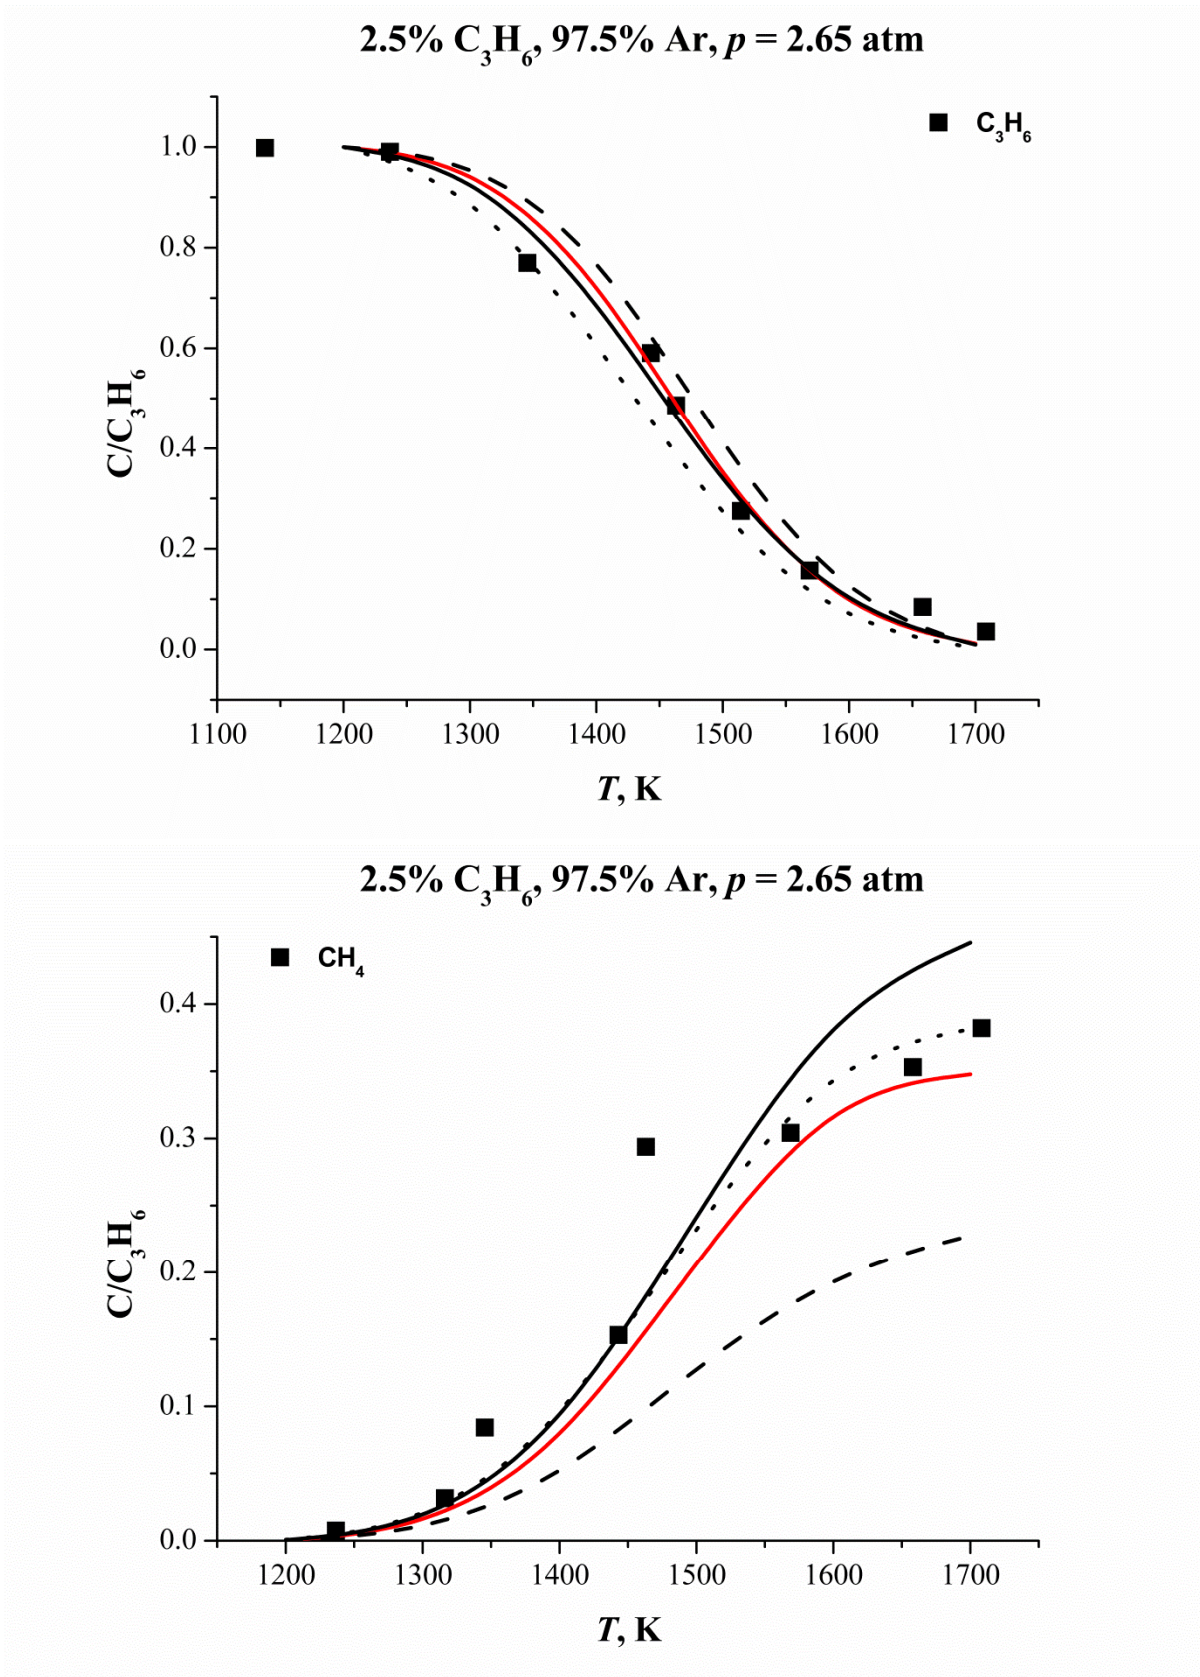 2.5% C₃H₆, 97.5% Ar, p = 2.65 atm
C₃H₆
1.0
0.8
0.6
0.4
0.2
0.0
C/C₃H₆
1100 1200 1300 1400 1500 1600 1700
T, K
2.5% C₃H₆, 97.5% Ar, p = 2.65 atm
CH₄
0.4
0.3
0.2
0.1
0.0
C/C₃H₆
1200 1300 1400 1500 1600 1700
T, K